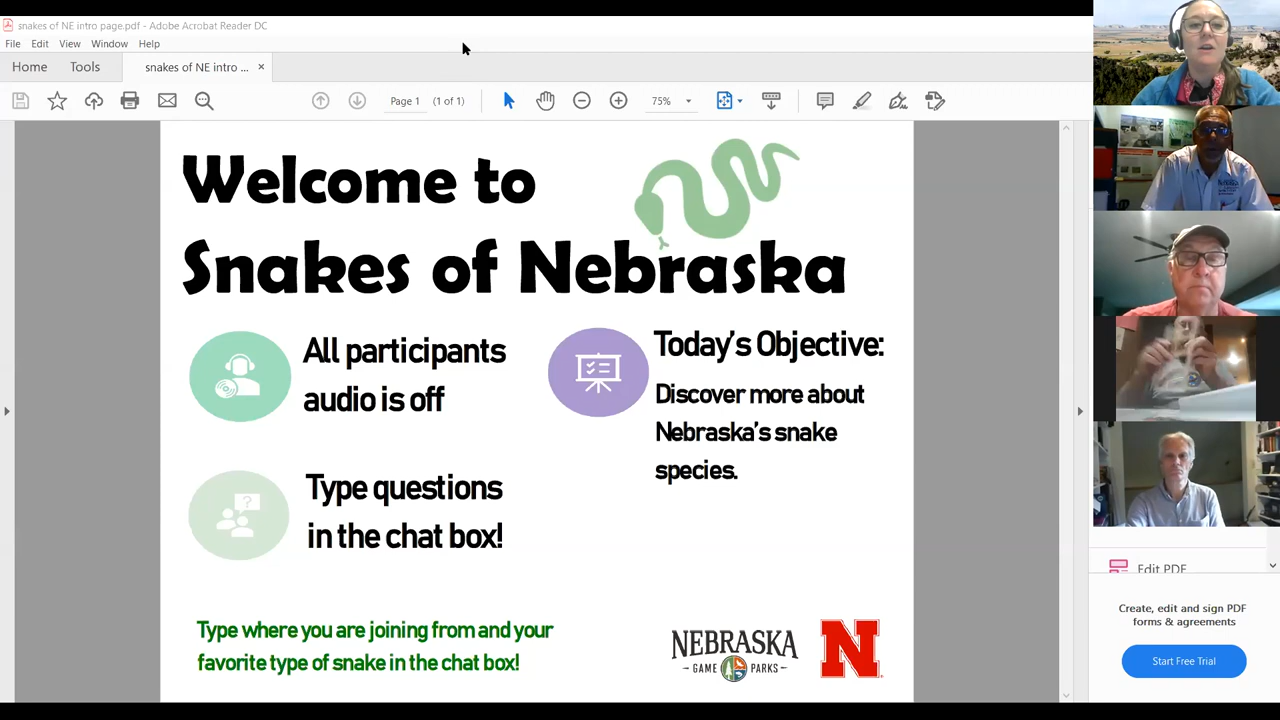 snakes of NE intro page.pdf - Adobe Acrobat Reader DC
File Edit View Window Help
Home Tools snakes of NE intro ... ×
Page 1 (1 of 1) 75%
Welcome to
Snakes of Nebraska
All participants
audio is off
Today's Objective:
Discover more about
Nebraska's snake
species.
Type questions
in the chat box!
Type where you are joining from and your
favorite type of snake in the chat box!
NEBRASKA
GAME PARKS
N
Edit PDF
Create, edit and sign PDF
forms & agreements
Start Free Trial